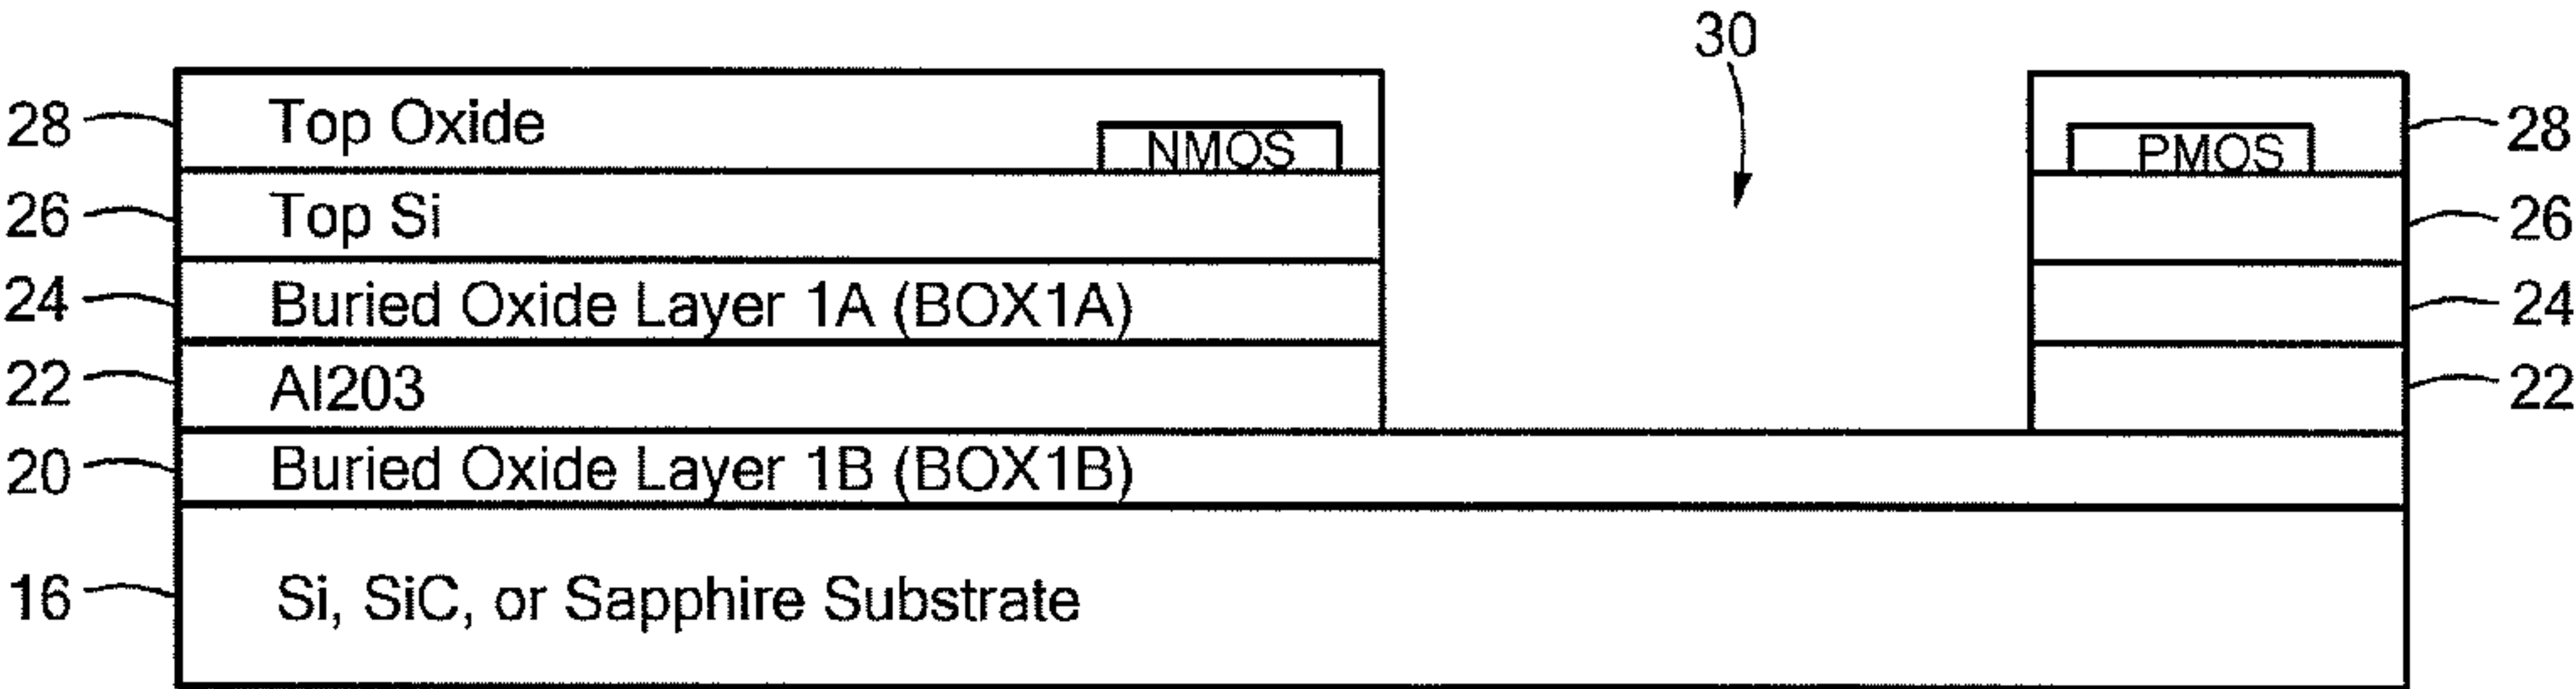 30
28 Top Oxide NMOS PMOS 28
26 Top Si 26
24 Buried Oxide Layer 1A (BOX1A) 24
22 Al203 22
20 Buried Oxide Layer 1B (BOX1B)
16 Si, SiC, or Sapphire Substrate